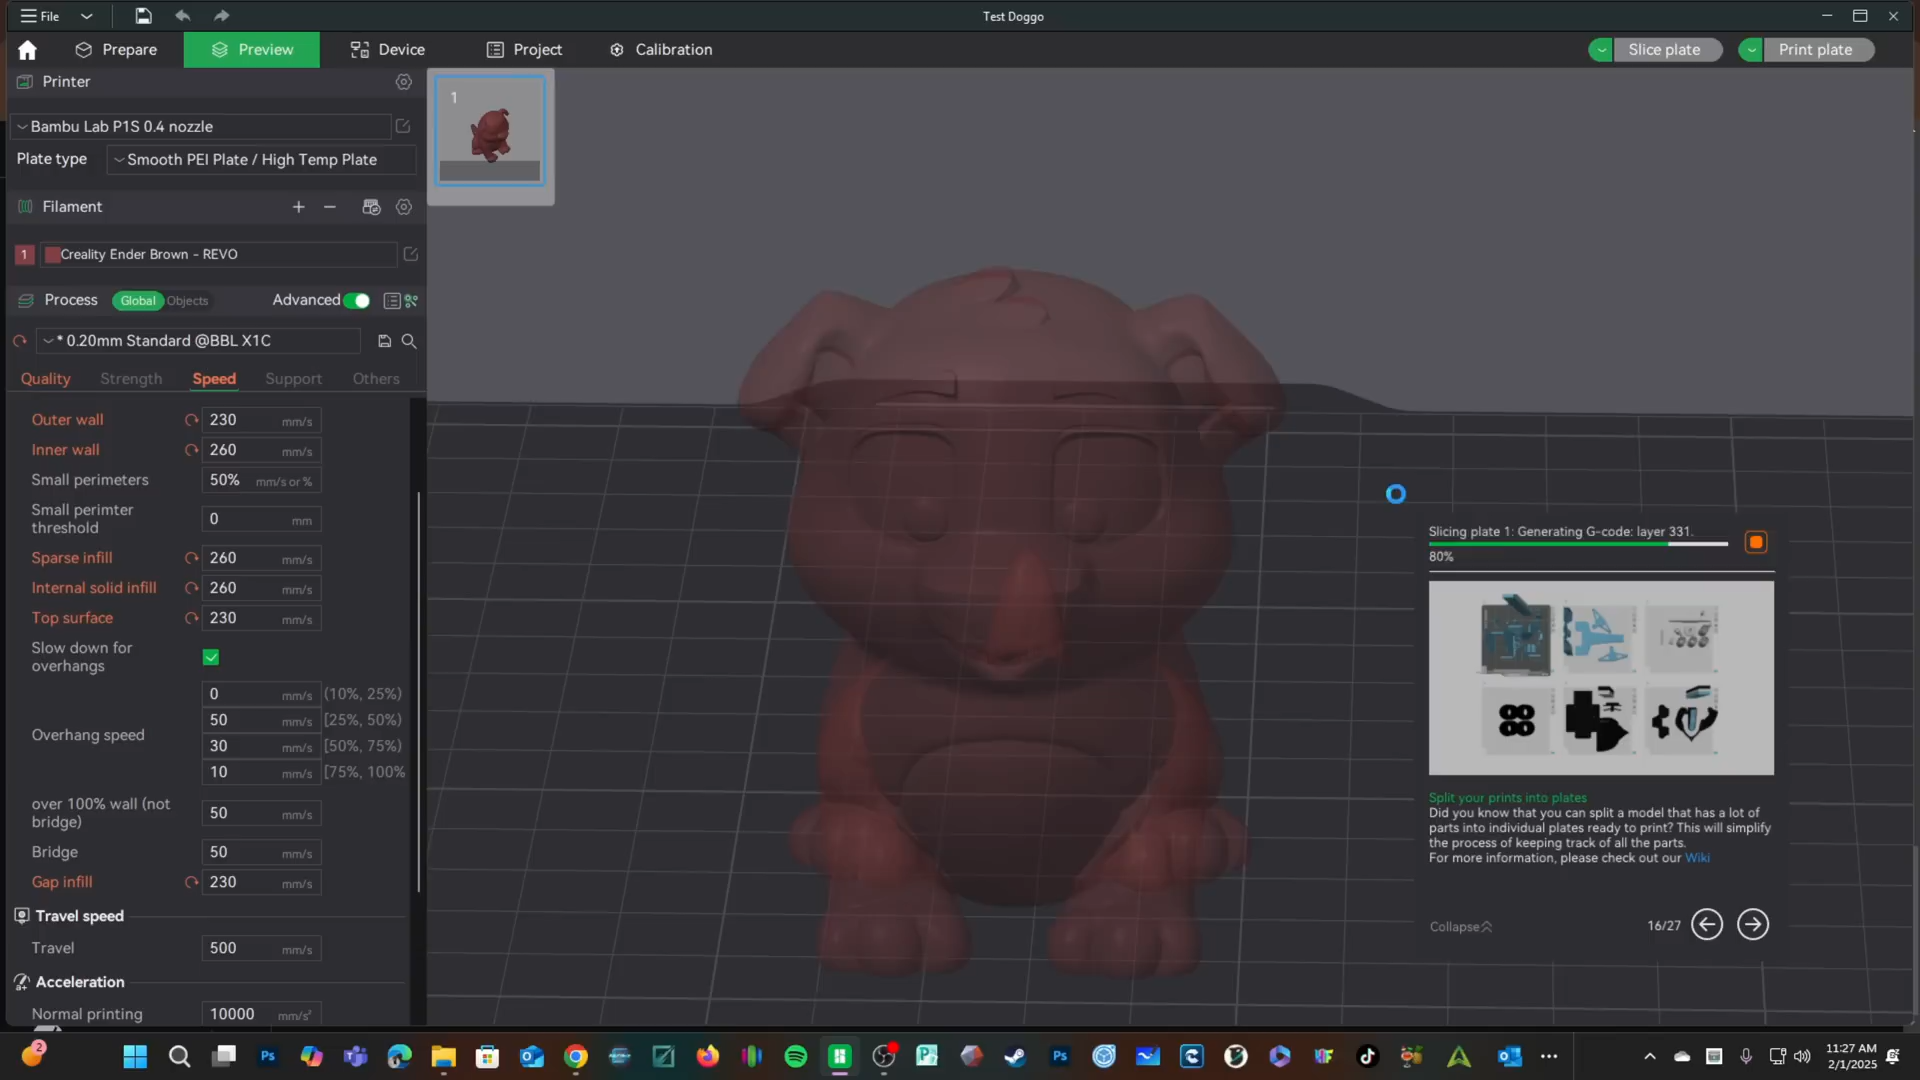 File
Test Doggo
Prepare
Preview
Device
Project
Calibration
Slice plate
Print plate
Printer
Bambu Lab P1S 0.4 nozzle
Plate type
Smooth PEI Plate / High Temp Plate
Filament
1
Creality Ender Brown - REVO
Process
Global
Objects
Advanced
* 0.20mm Standard @BBL X1C
Quality
Strength
Speed
Support
Others
Outer wall 230 mm/s
Inner wall 260 mm/s
Small perimeters 50% mm/s or %
Small perimter
threshold
0 mm
Sparse infill 260 mm/s
Internal solid infill 260 mm/s
Top surface 230 mm/s
Slow down for
overhangs
Overhang speed
0 mm/s (10%, 25%)
50 mm/s [25%, 50%)
30 mm/s [50%, 75%)
10 mm/s [75%, 100%
over 100% wall (not
bridge)
50 mm/s
Bridge 50 mm/s
Gap infill 230 mm/s
Travel speed
Travel 500 mm/s
Acceleration
Normal printing 10000 mm/s²
1
Slicing plate 1: Generating G-code: layer 331.
80%
Split your prints into plates
Did you know that you can split a model that has a lot of
parts into individual plates ready to print? This will simplify
the process of keeping track of all the parts.
For more information, please check out our Wiki
Collapse
16/27
2
Ps
Ps
11:27 AM
2/1/2025